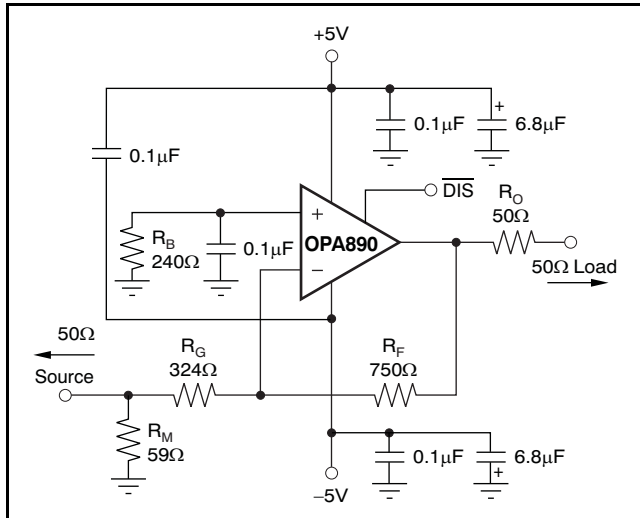 +5V
0.1μF
0.1μF
+
6.8μF
DIS
R_O
50Ω
+
OPA890
−
R_B
240Ω
0.1μF
50Ω Load
50Ω
Source
R_G
324Ω
R_F
750Ω
R_M
59Ω
0.1μF
6.8μF
+
−5V